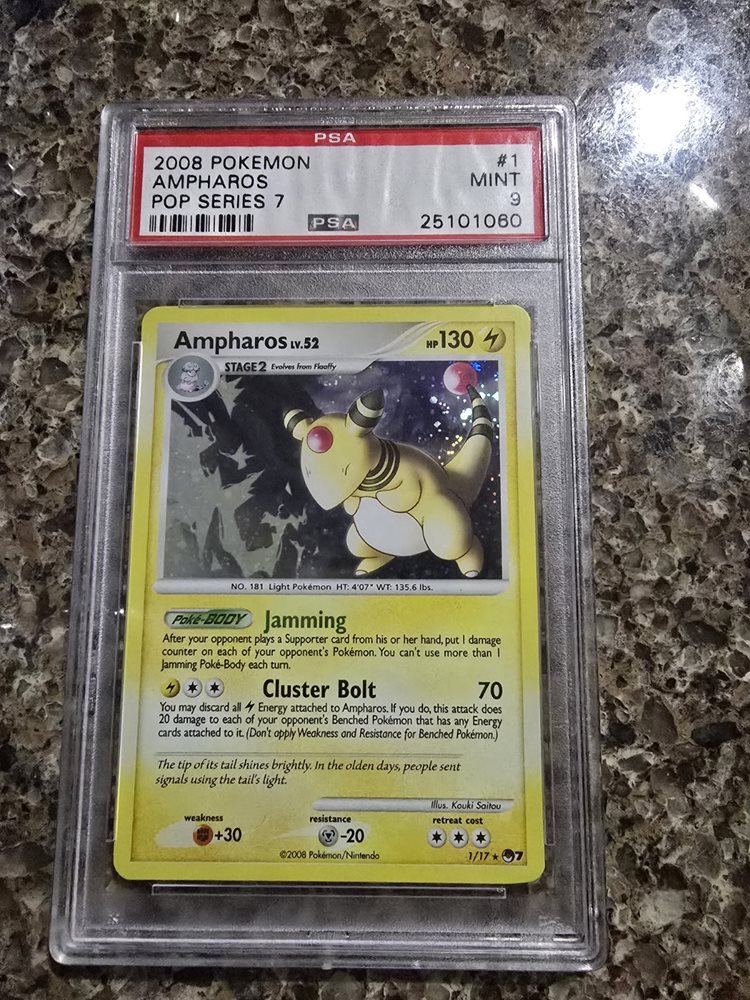 PSA
2008 POKEMON #1
AMPHAROS MINT
POP SERIES 7 9
PSA 25101060
Ampharos LV.52 HP130
STAGE2 Evolves from Flaaffy
NO. 181 Light Pokémon HT: 4'07" WT: 135.6 lbs.
Poké-BODY Jamming
After your opponent plays a Supporter card from his or her hand, put 1 damage
counter on each of your opponent's Pokémon. You can't use more than 1
Jamming Poké-Body each turn.
Cluster Bolt 70
You may discard all Energy attached to Ampharos. If you do, this attack does
20 damage to each of your opponent's Benched Pokémon that has any Energy
cards attached to it. (Don't apply Weakness and Resistance for Benched Pokémon.)
The tip of its tail shines brightly. In the olden days, people sent
signals using the tail's light.
Illus. Kouki Saitou
weakness resistance retreat cost
+30 -20
©2008 Pokémon/Nintendo 1/17 ★ 7